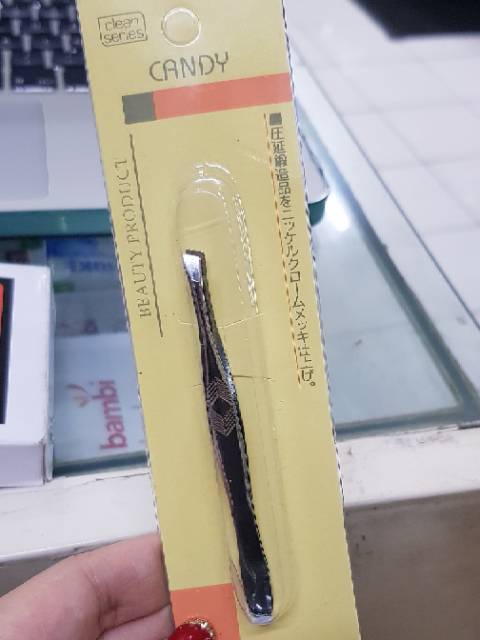 clean
series
CANDY
BEAUTY PRODUCT
■圧延鍛造品をニッケルクロームメッキ仕上げ。
bambi